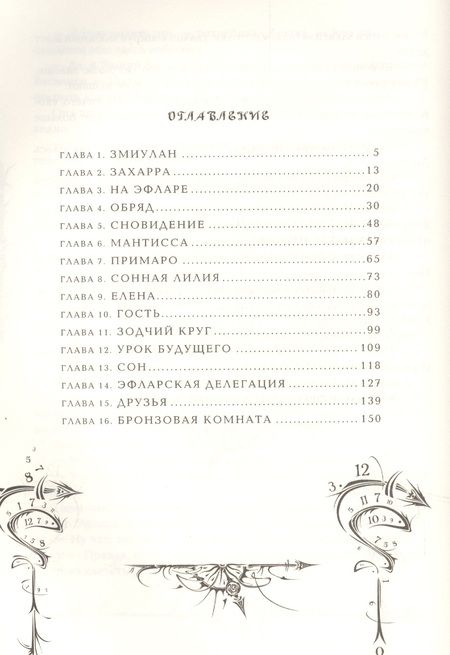 ОГЛАВЛЕНИЕ
ГЛАВА 1. ЗМИУЛАН 5
ГЛАВА 2. ЗАХАРРА 13
ГЛАВА 3. НА ЭФЛАРЕ 20
ГЛАВА 4. ОБРЯД 30
ГЛАВА 5. СНОВИДЕНИЕ 48
ГЛАВА 6. МАНТИССА 57
ГЛАВА 7. ПРИМАРО 65
ГЛАВА 8. СОННАЯ ЛИЛИЯ 73
ГЛАВА 9. ЕЛЕНА 80
ГЛАВА 10. ГОСТЬ 93
ГЛАВА 11. ЗОДЧИЙ КРУГ 99
ГЛАВА 12. УРОК БУДУЩЕГО 109
ГЛАВА 13. СОН 118
ГЛАВА 14. ЭФЛАРСКАЯ ДЕЛЕГАЦИЯ 127
ГЛАВА 15. ДРУЗЬЯ 139
ГЛАВА 16. БРОНЗОВАЯ КОМНАТА 150